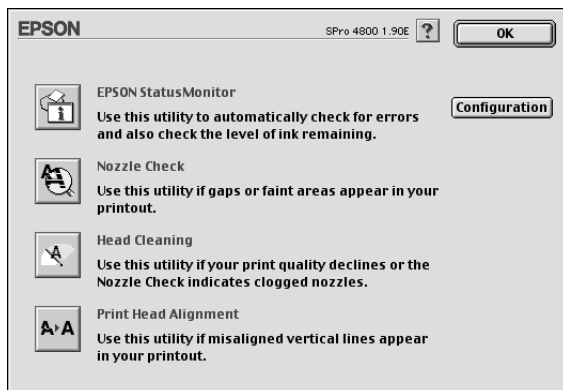 EPSON
SPro 4800 1.90E ? OK
EPSON StatusMonitor
Use this utility to automatically check for errors
and also check the level of ink remaining.
Configuration
Nozzle Check
Use this utility if gaps or faint areas appear in your
printout.
Head Cleaning
Use this utility if your print quality declines or the
Nozzle Check indicates clogged nozzles.
A A
Print Head Alignment
Use this utility if misaligned vertical lines appear
in your printout.